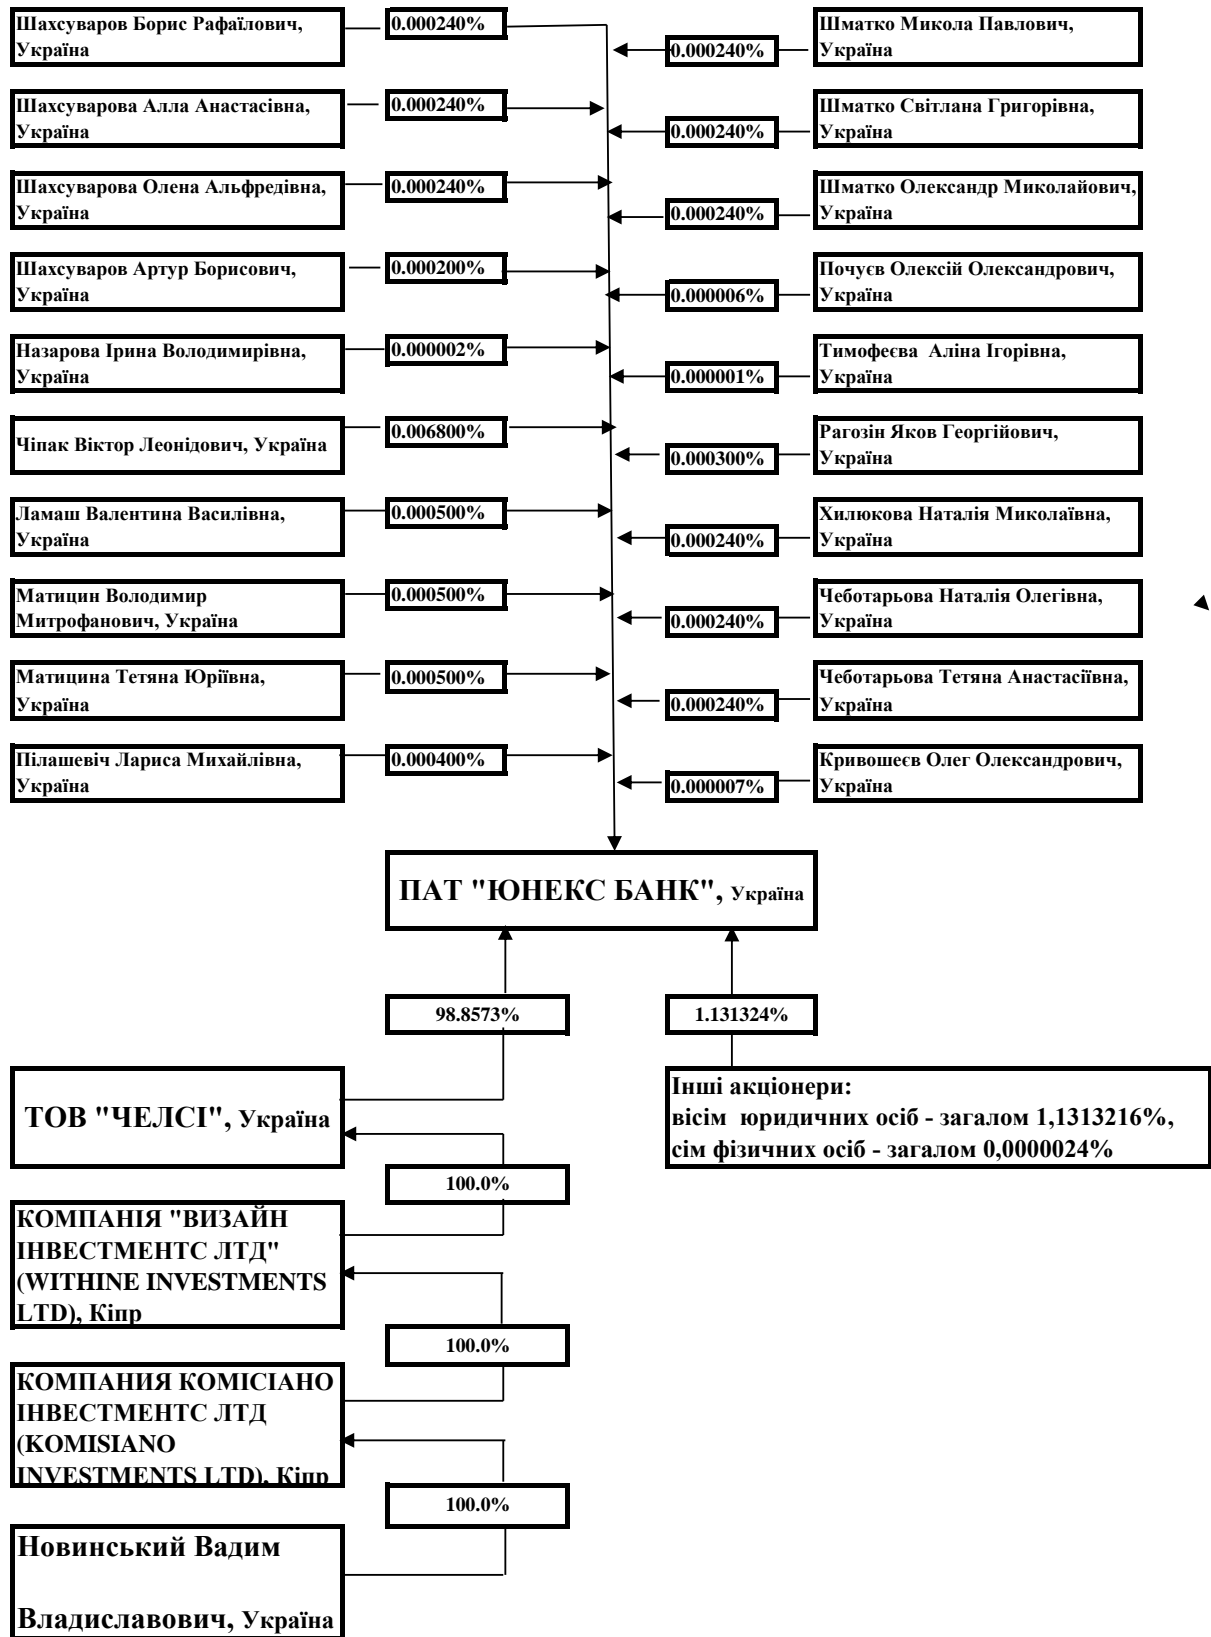 Шахсуваров Борис Рафаїлович,
Україна
0.000240%
Шматко Микола Павлович,
Україна
0.000240%
Шахсуварова Алла Анастасівна,
Україна
0.000240%
Шматко Світлана Григорівна,
Україна
0.000240%
Шахсуварова Олена Альфредівна,
Україна
0.000240%
Шматко Олександр Миколайович,
Україна
0.000240%
Шахсуваров Артур Борисович,
Україна
0.000200%
Почуєв Олексій Олександрович,
Україна
0.000006%
Назарова Ірина Володимирівна,
Україна
0.000002%
Тимофеєва Аліна Ігорівна,
Україна
0.000001%
Чіпак Віктор Леонідович, Україна
0.006800%
Рагозін Яков Георгійович,
Україна
0.000300%
Ламаш Валентина Василівна,
Україна
0.000500%
Хилюкова Наталія Миколаївна,
Україна
0.000240%
Матицин Володимир
Митрофанович, Україна
0.000500%
Чеботарьова Наталія Олегівна,
Україна
0.000240%
Матицина Тетяна Юріївна,
Україна
0.000500%
Чеботарьова Тетяна Анастасіївна,
Україна
0.000240%
Пілашевіч Лариса Михайлівна,
Україна
0.000400%
Кривошеєв Олег Олександрович,
Україна
0.000007%
ПАТ "ЮНЕКС БАНК", Україна
98.8573%
1.131324%
ТОВ "ЧЕЛСІ", Україна
Інші акціонери:
вісім юридичних осіб - загалом 1,1313216%,
сім фізичних осіб - загалом 0,0000024%
100.0%
КОМПАНІЯ "ВИЗАЙН
ІНВЕСТМЕНТС ЛТД"
(WITHINE INVESTMENTS
LTD), Кіпр
100.0%
КОМПАНИЯ КОМІСІАНО
ІНВЕСТМЕНТС ЛТД
(KOMISIANO
INVESTMENTS LTD), Кіпр
100.0%
Новинський Вадим
Владиславович, Україна